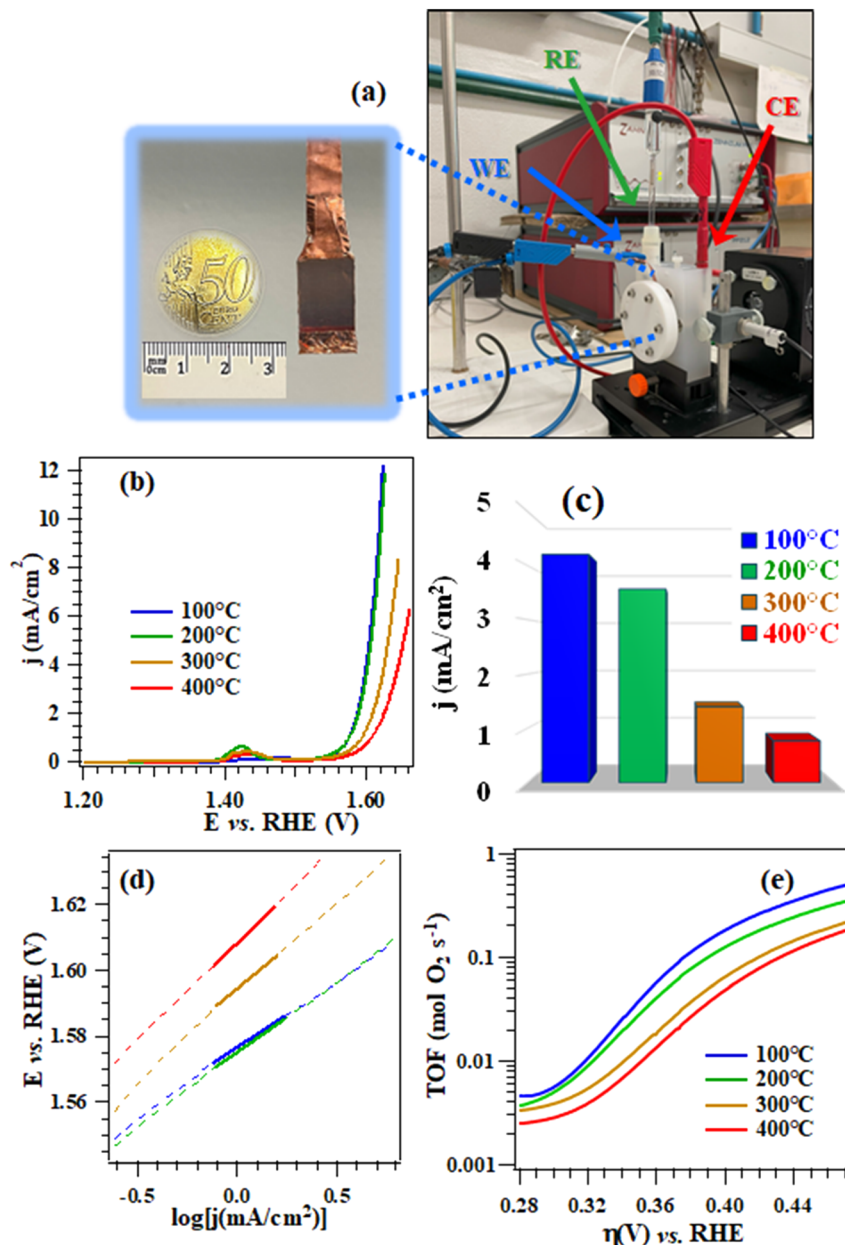 (a)
RE
CE
WE
ZAHNER
50
CENT
mm
0cm 1 2 3
(b)
12
10
8
6
4
2
0
j (mA/cm²)
100°C
200°C
300°C
400°C
1.20 1.40 1.60
E vs. RHE (V)
(c)
5
4
3
2
1
0
j (mA/cm²)
100°C
200°C
300°C
400°C
(d)
1.62
1.60
1.58
1.56
E vs. RHE (V)
-0.5 0.0 0.5
log[j(mA/cm²)]
(e)
1
0.1
0.01
0.001
TOF (mol O₂ s⁻¹)
100°C
200°C
300°C
400°C
0.28 0.32 0.36 0.40 0.44
η(V) vs. RHE